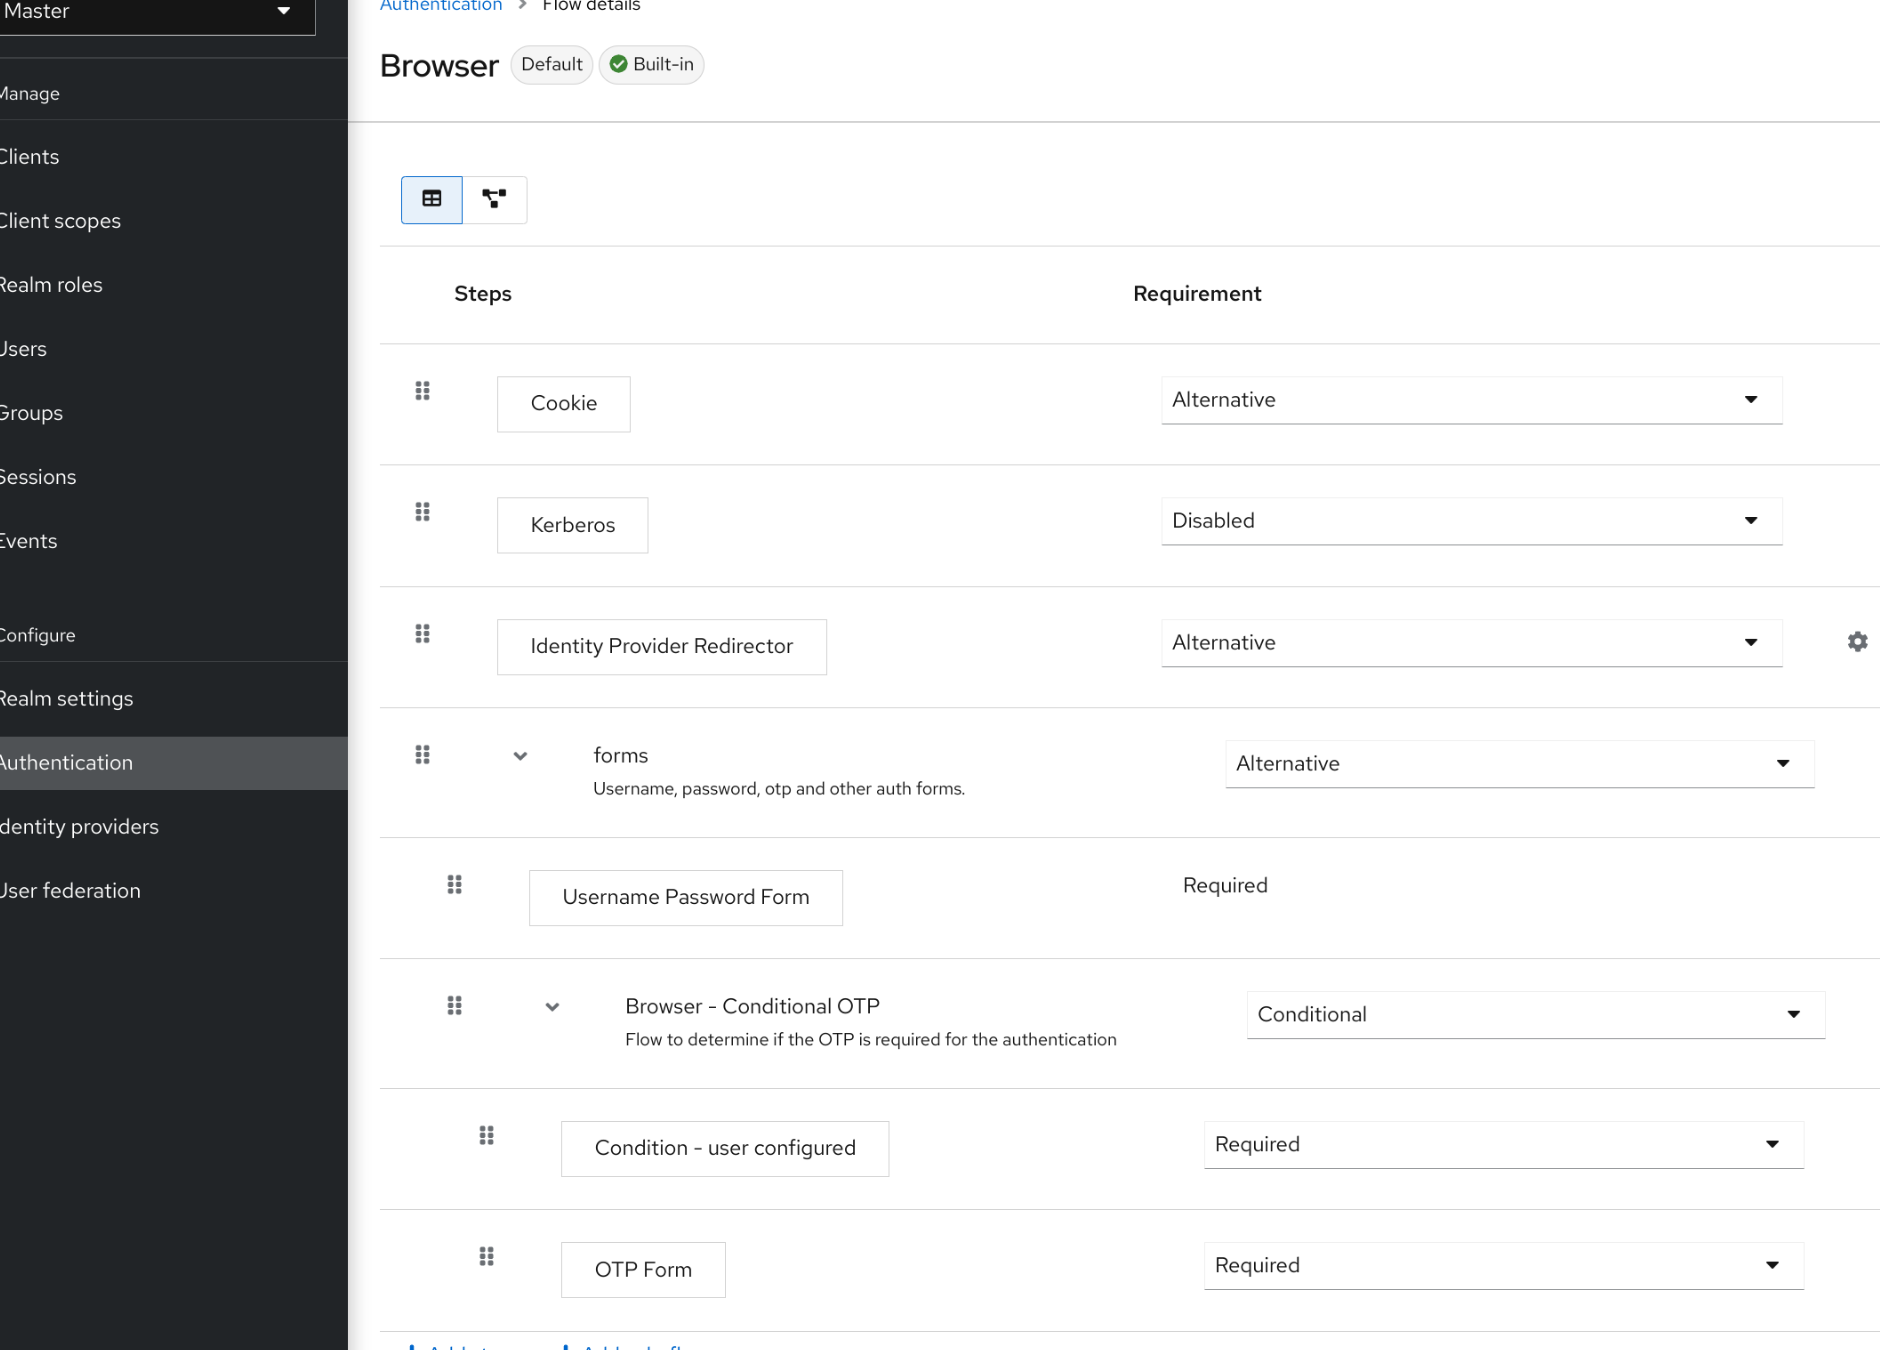 Master
Manage
Clients
Client scopes
Realm roles
Users
Groups
Sessions
Events
Configure
Realm settings
Authentication
Identity providers
User federation
Authentication > Flow details
Browser Default Built-in
Steps Requirement
Cookie Alternative
Kerberos Disabled
Identity Provider Redirector Alternative
forms Alternative
Username, password, otp and other auth forms.
Username Password Form Required
Browser - Conditional OTP Conditional
Flow to determine if the OTP is required for the authentication
Condition - user configured Required
OTP Form Required